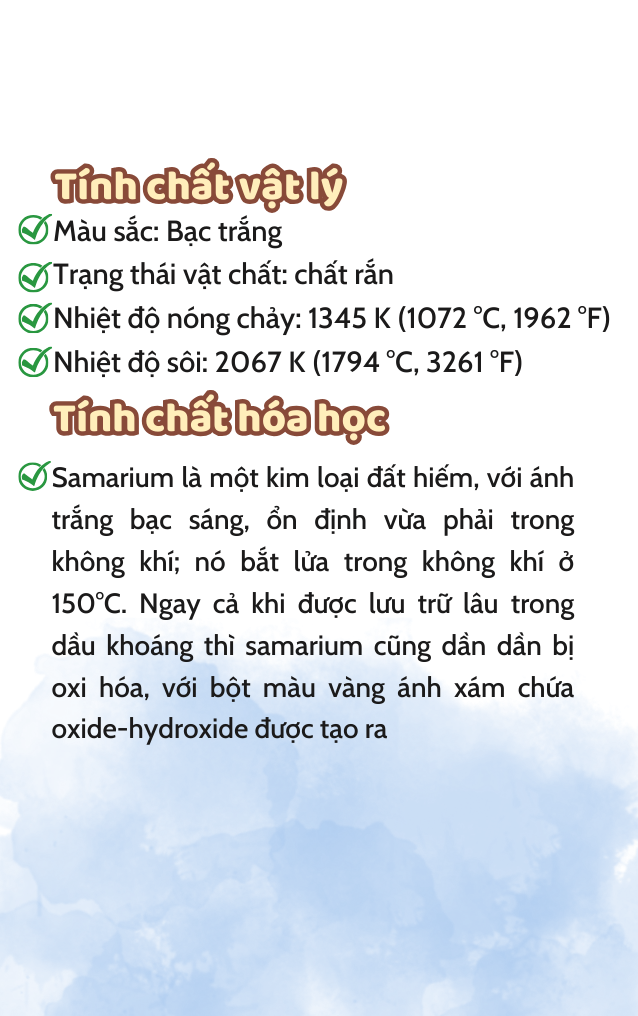 Tính chất vật lý
Màu sắc: Bạc trắng
Trạng thái vật chất: chất rắn
Nhiệt độ nóng chảy: 1345 K (1072 °C, 1962 °F)
Nhiệt độ sôi: 2067 K (1794 °C, 3261 °F)
Tính chất hóa học
Samarium là một kim loại đất hiếm, với ánh
trắng bạc sáng, ổn định vừa phải trong
không khí; nó bắt lửa trong không khí ở
150°C. Ngay cả khi được lưu trữ lâu trong
dầu khoáng thì samarium cũng dần dần bị
oxi hóa, với bột màu vàng ánh xám chứa
oxide-hydroxide được tạo ra